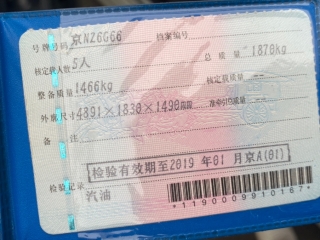 号牌号码 京NZ6G66 档案编号
核定载人数 5人 总质量 1870kg
整备质量 1466kg 核定载质量 --
外廓尺寸 4891×1830×1490mm 准牵引总质量 --
备注
检验有效期至2019年01月京A(01)
检验记录
汽油
*1190009910167*